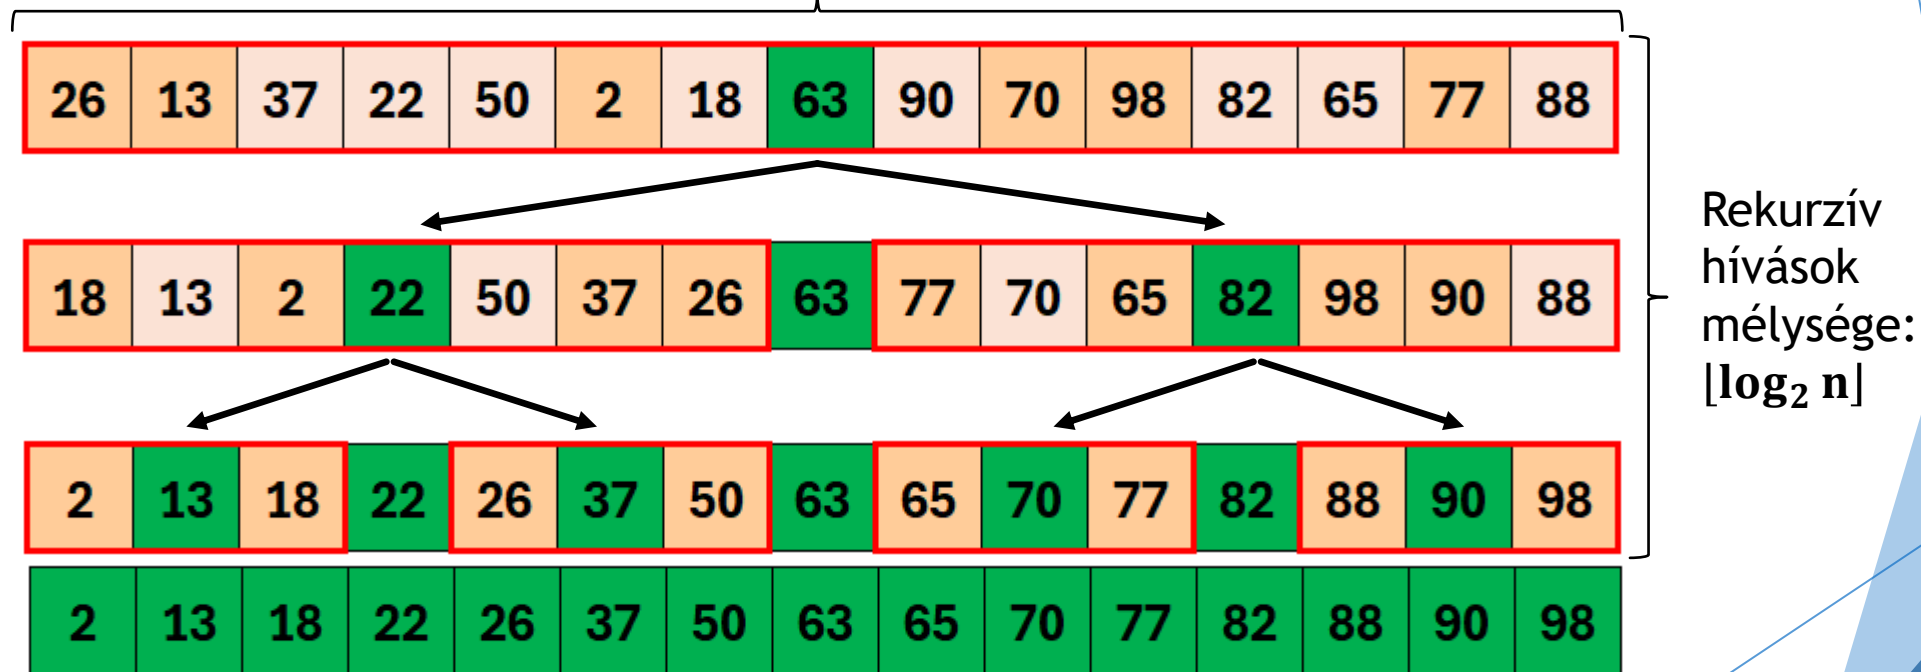 26 13 37 22 50 2 18 63 90 70 98 82 65 77 88
18 13 2 22 50 37 26 63 77 70 65 82 98 90 88
2 13 18 22 26 37 50 63 65 70 77 82 88 90 98
2 13 18 22 26 37 50 63 65 70 77 82 88 90 98
Rekurzív
hívások
mélysége:
⌊log₂ n⌋